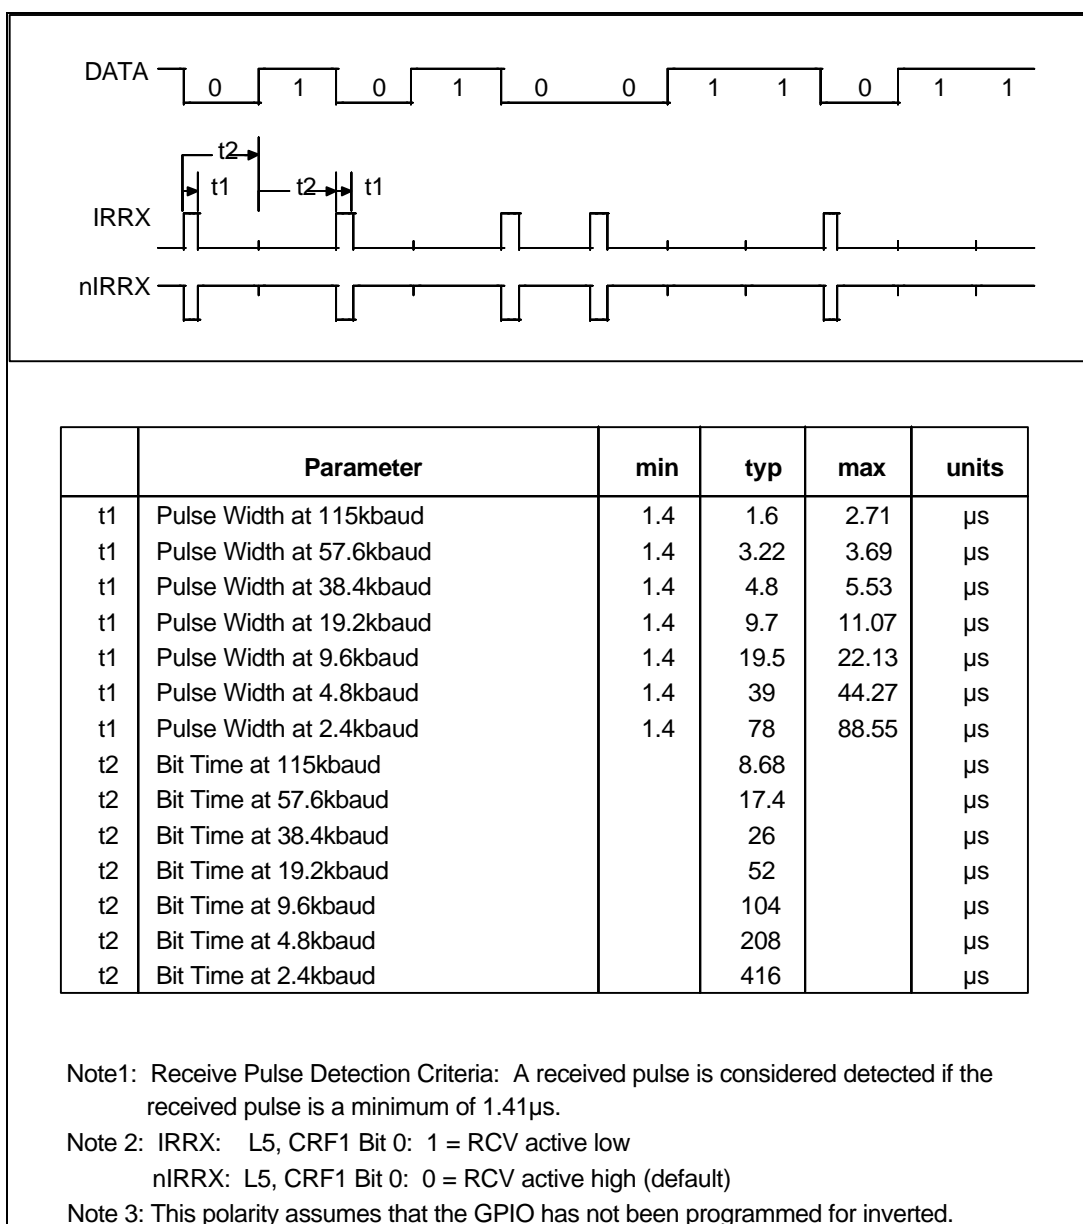 DATA 0 1 0 1 0 0 1 1 0 1 1
t2
t1 t2 t1
IRRX
nIRRX
Parameter min typ max units
t1 Pulse Width at 115kbaud 1.4 1.6 2.71 µs
t1 Pulse Width at 57.6kbaud 1.4 3.22 3.69 µs
t1 Pulse Width at 38.4kbaud 1.4 4.8 5.53 µs
t1 Pulse Width at 19.2kbaud 1.4 9.7 11.07 µs
t1 Pulse Width at 9.6kbaud 1.4 19.5 22.13 µs
t1 Pulse Width at 4.8kbaud 1.4 39 44.27 µs
t1 Pulse Width at 2.4kbaud 1.4 78 88.55 µs
t2 Bit Time at 115kbaud 8.68 µs
t2 Bit Time at 57.6kbaud 17.4 µs
t2 Bit Time at 38.4kbaud 26 µs
t2 Bit Time at 19.2kbaud 52 µs
t2 Bit Time at 9.6kbaud 104 µs
t2 Bit Time at 4.8kbaud 208 µs
t2 Bit Time at 2.4kbaud 416 µs
Note1: Receive Pulse Detection Criteria: A received pulse is considered detected if the
received pulse is a minimum of 1.41µs.
Note 2: IRRX: L5, CRF1 Bit 0: 1 = RCV active low
nIRRX: L5, CRF1 Bit 0: 0 = RCV active high (default)
Note 3: This polarity assumes that the GPIO has not been programmed for inverted.